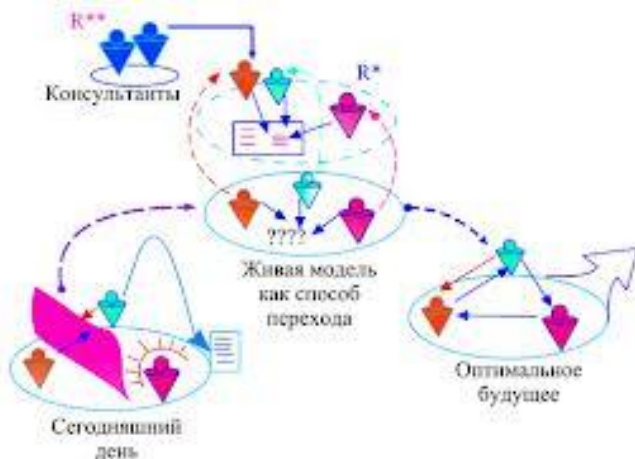 R**
R*
Консультанты
????
Живая модель
как способ
перехода
Оптимальное
будущее
Сегодняшний
день